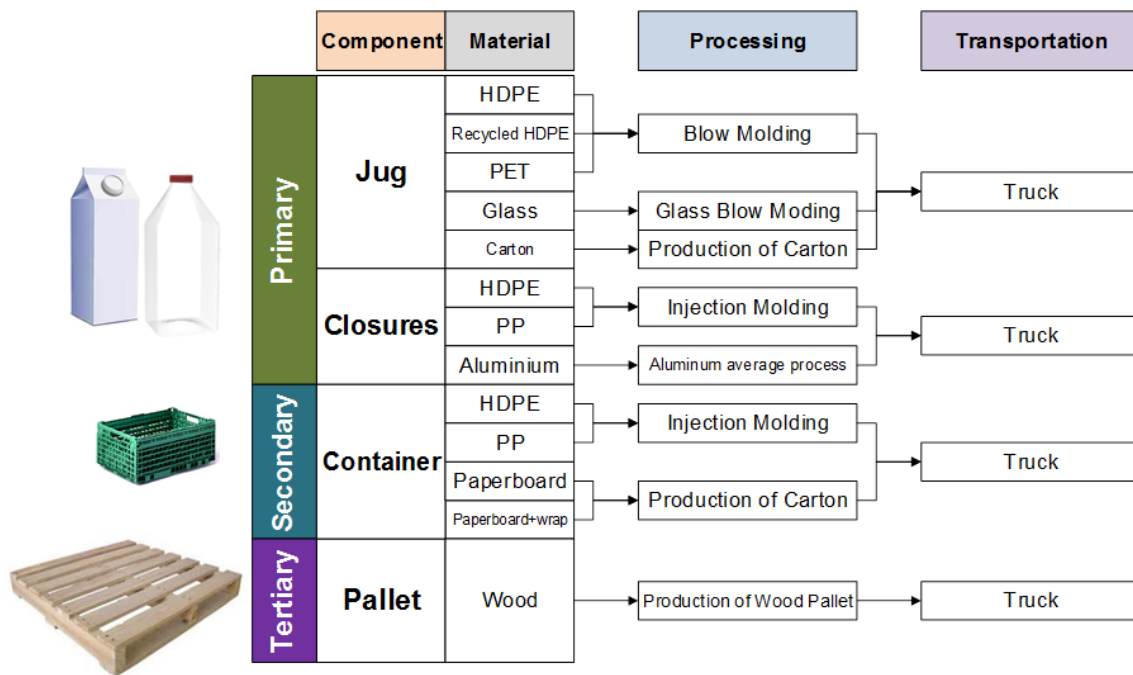 Component
Material
Processing
Transportation
Primary
Jug
HDPE
Recycled HDPE
PET
Glass
Carton
Blow Molding
Glass Blow Moding
Production of Carton
Truck
Closures
HDPE
PP
Aluminium
Injection Molding
Aluminum average process
Truck
Secondary
Container
HDPE
PP
Paperboard
Paperboard+wrap
Injection Molding
Production of Carton
Truck
Tertiary
Pallet
Wood
Production of Wood Pallet
Truck